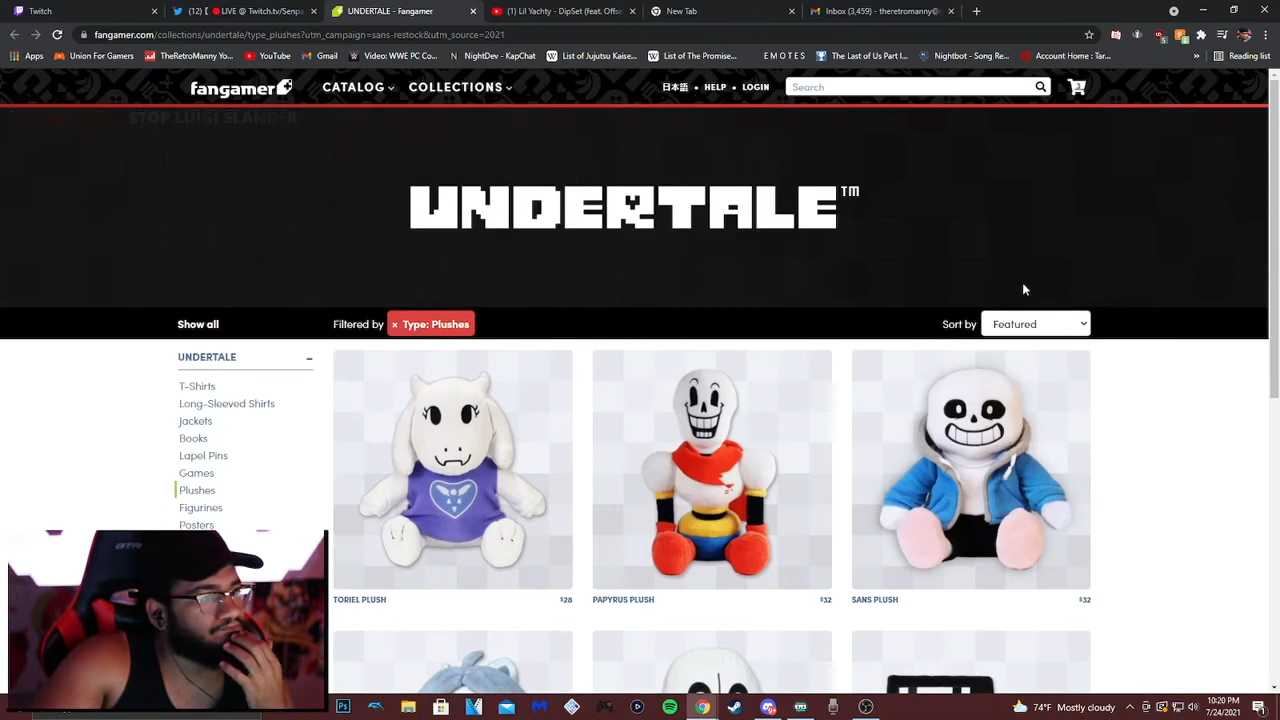 Twitch
(12) 🔴 LIVE @ Twitch.tv/Senp
UNDERTALE - Fangamer
(1) Lil Yachty - DipSet (feat. Offse
New Tab
Inbox (3,459) - theretromanny@
fangamer.com/collections/undertale/type_plushes?utm_campaign=sans-restock&utm_source=2021
Apps
Union For Gamers
TheRetroManny Yo...
YouTube
Gmail
Video: WWE PC Co...
NightDev - KapChat
List of Jujutsu Kaise...
List of The Promised...
E M O T E S
The Last of Us Part I...
Nightbot - Song Re...
Account Home : Tar...
»
Reading list
fangamer
CATALOG
COLLECTIONS
日本語 • HELP • LOGIN
Search
3
STOP LUIGI SLANDER
UNDERTALE™
Show all
Filtered by
× Type: Plushes
Sort by
Featured
UNDERTALE
–
T-Shirts
Long-Sleeved Shirts
Jackets
Books
Lapel Pins
Games
Plushes
Figurines
Posters
TORIEL PLUSH
$28
PAPYRUS PLUSH
$32
SANS PLUSH
$32
74°F Mostly cloudy
10:20 PM
7/24/2021